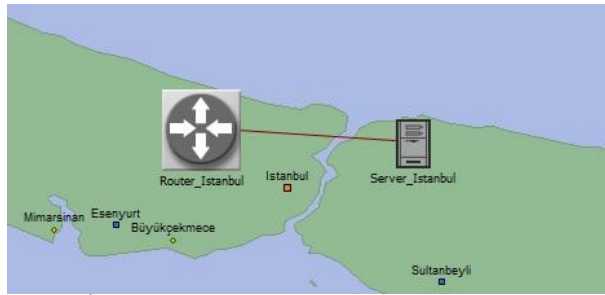 Router_Istanbul
Istanbul
Server_Istanbul
Mimarsinan
Esenyurt
Büyükçekmece
Sultanbeyli